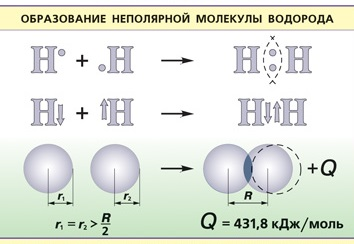 ОБРАЗОВАНИЕ НЕПОЛЯРНОЙ МОЛЕКУЛЫ ВОДОРОДА
H• + •H → H:H
H↓ + ↑H → H↓↑H
r₁ r₂ → R +Q
r₁ = r₂ > R/2 Q = 431,8 кДж/моль